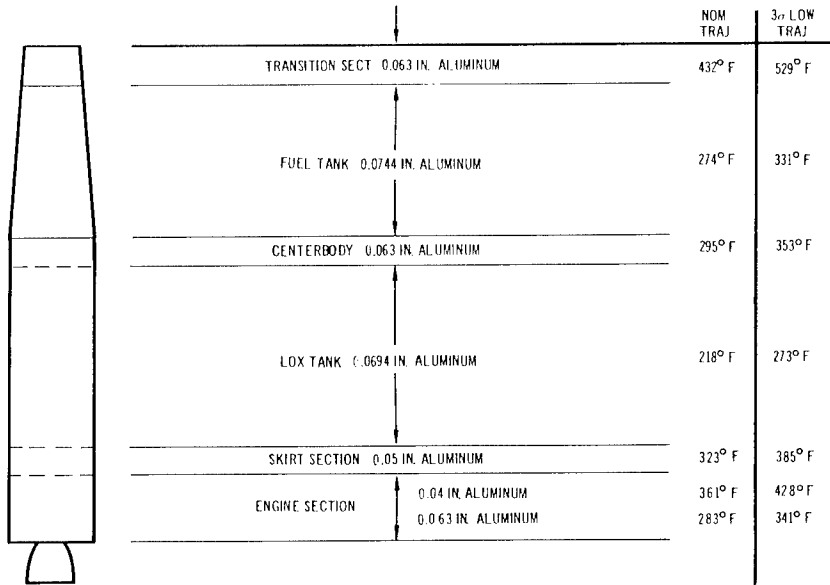 NOM TRAJ 3σ LOW TRAJ
TRANSITION SECT 0.063 IN. ALUMINUM 432° F 529° F
FUEL TANK 0.0744 IN. ALUMINUM 274° F 331° F
CENTERBODY 0.063 IN. ALUMINUM 295° F 353° F
LOX TANK 0.0694 IN. ALUMINUM 218° F 273° F
SKIRT SECTION 0.05 IN. ALUMINUM 323° F 385° F
ENGINE SECTION 0.04 IN. ALUMINUM 361° F 428° F
0.063 IN. ALUMINUM 283° F 341° F